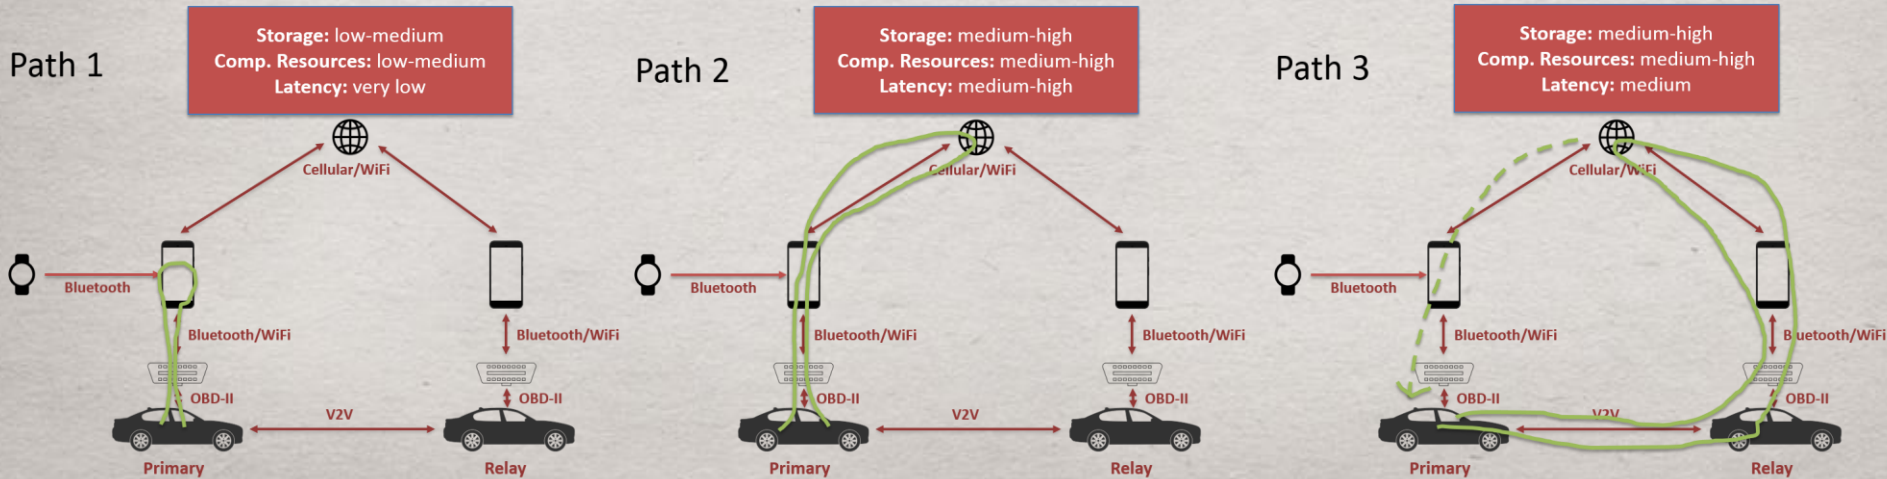 Path 1
Storage: low-medium
Comp. Resources: low-medium
Latency: very low
Cellular/WiFi
Bluetooth
Bluetooth/WiFi
Bluetooth/WiFi
OBD-II
OBD-II
V2V
Primary
Relay
Path 2
Storage: medium-high
Comp. Resources: medium-high
Latency: medium-high
Cellular/WiFi
Bluetooth
Bluetooth/WiFi
Bluetooth/WiFi
OBD-II
OBD-II
V2V
Primary
Relay
Path 3
Storage: medium-high
Comp. Resources: medium-high
Latency: medium
Cellular/WiFi
Bluetooth
Bluetooth/WiFi
Bluetooth/WiFi
OBD-II
OBD-II
V2V
Primary
Relay